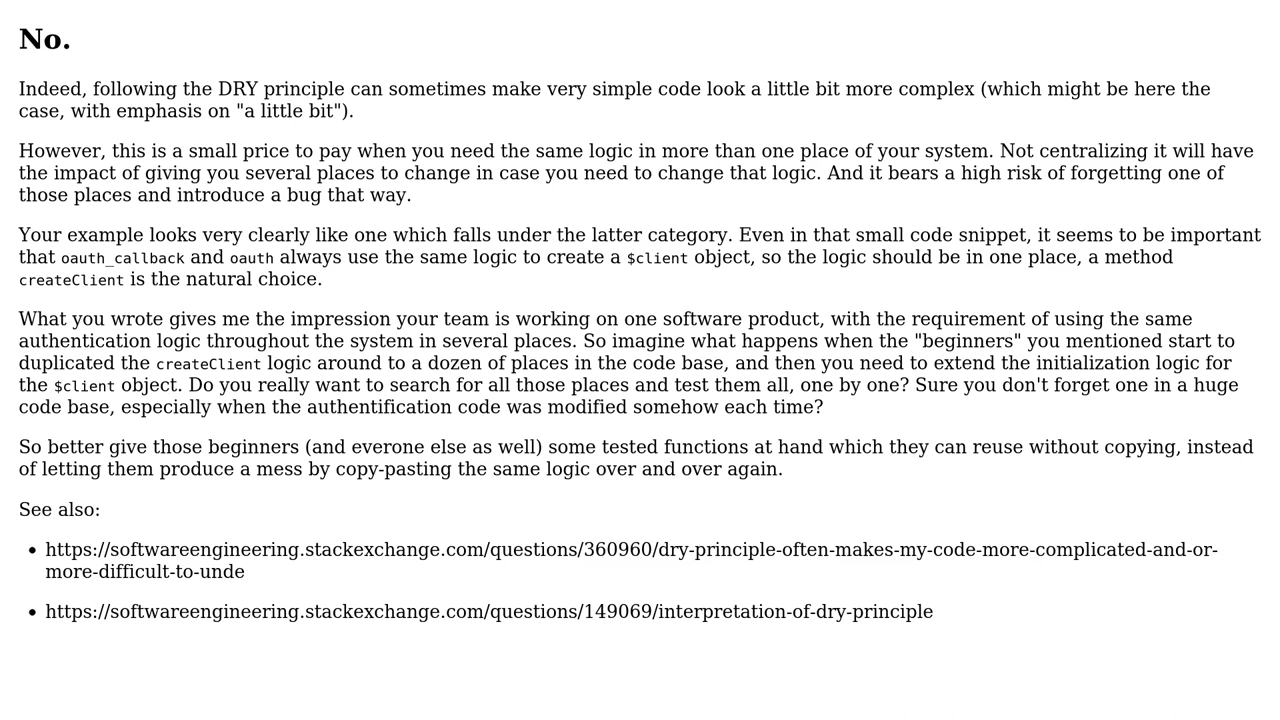 No.
Indeed, following the DRY principle can sometimes make very simple code look a little bit more complex (which might be here the
case, with emphasis on "a little bit").
However, this is a small price to pay when you need the same logic in more than one place of your system. Not centralizing it will have
the impact of giving you several places to change in case you need to change that logic. And it bears a high risk of forgetting one of
those places and introduce a bug that way.
Your example looks very clearly like one which falls under the latter category. Even in that small code snippet, it seems to be important
that oauth_callback and oauth always use the same logic to create a $client object, so the logic should be in one place, a method
createClient is the natural choice.
What you wrote gives me the impression your team is working on one software product, with the requirement of using the same
authentication logic throughout the system in several places. So imagine what happens when the "beginners" you mentioned start to
duplicated the createClient logic around to a dozen of places in the code base, and then you need to extend the initialization logic for
the $client object. Do you really want to search for all those places and test them all, one by one? Sure you don't forget one in a huge
code base, especially when the authentification code was modified somehow each time?
So better give those beginners (and everone else as well) some tested functions at hand which they can reuse without copying, instead
of letting them produce a mess by copy-pasting the same logic over and over again.
See also:
• https://softwareengineering.stackexchange.com/questions/360960/dry-principle-often-makes-my-code-more-complicated-and-or-
more-difficult-to-unde
• https://softwareengineering.stackexchange.com/questions/149069/interpretation-of-dry-principle